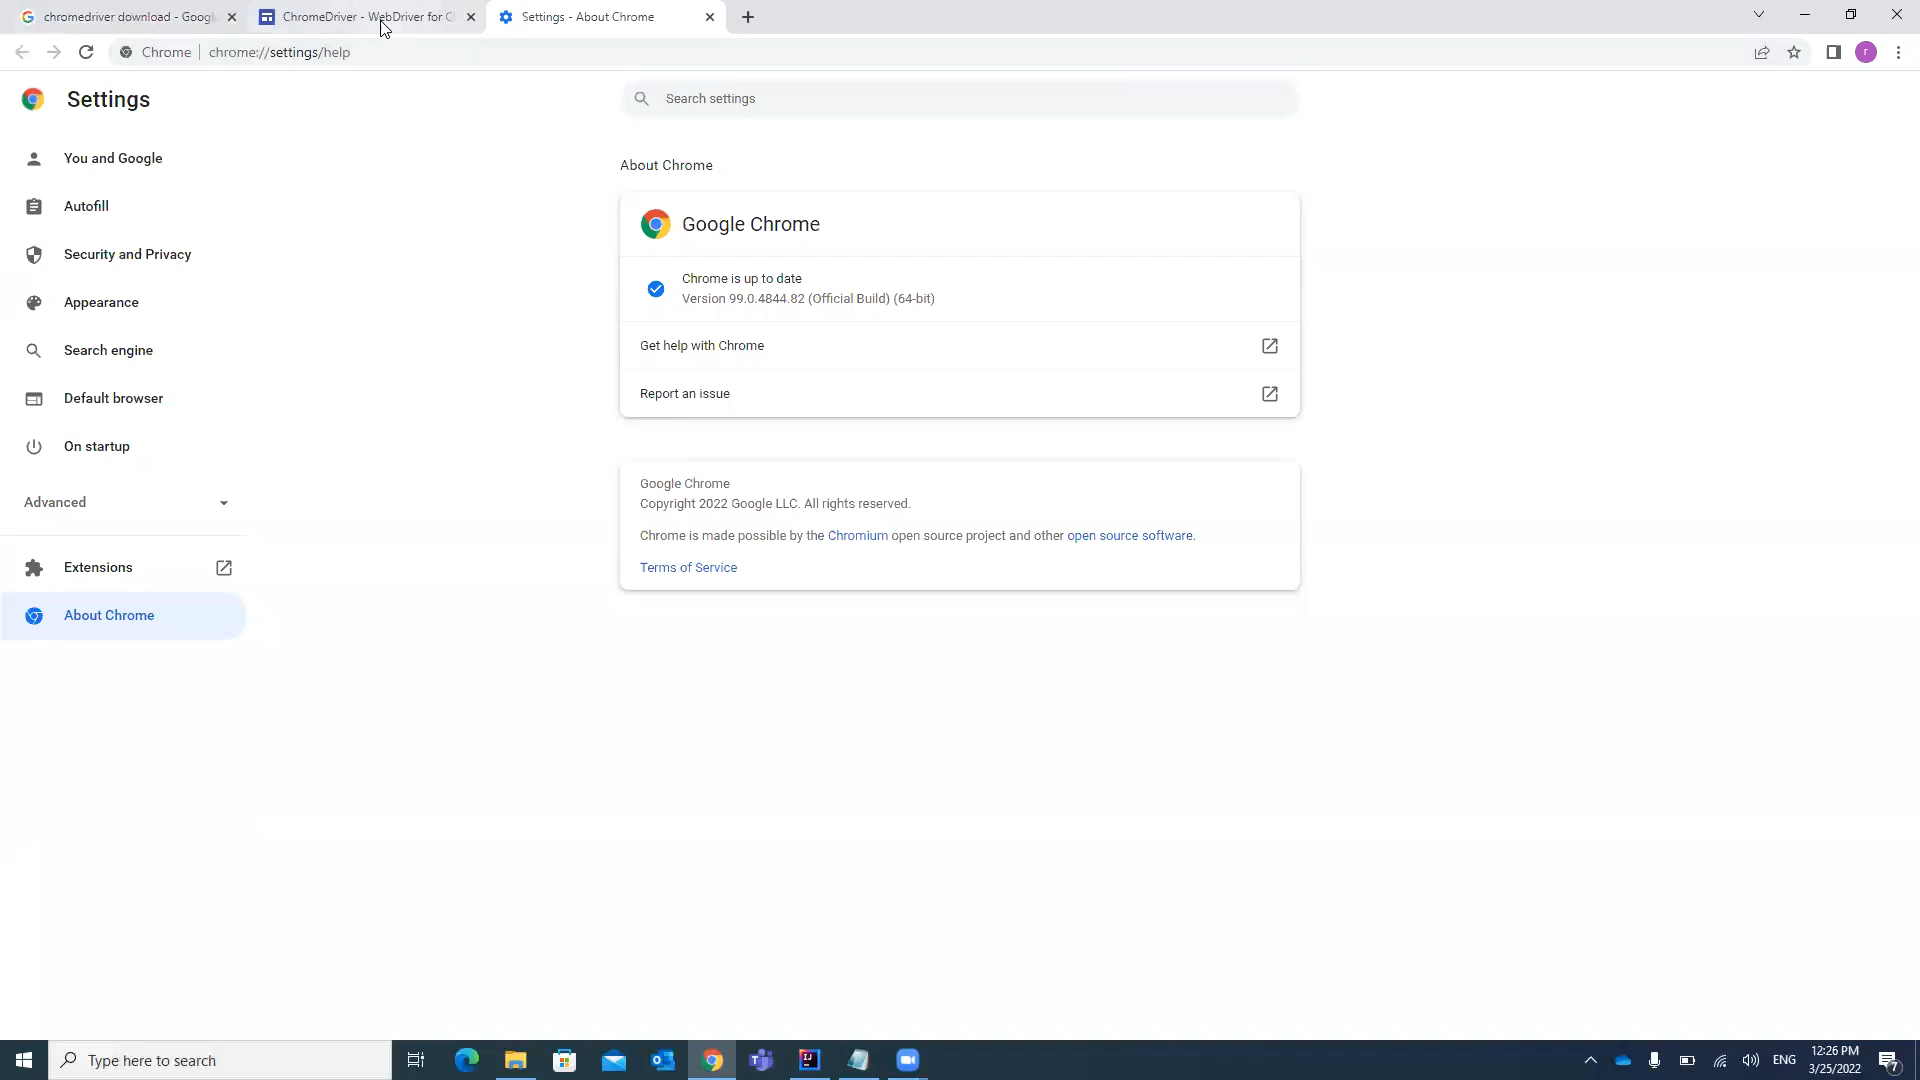 chromedriver download - Googl
ChromeDriver - WebDriver for C
Settings - About Chrome
Chrome
chrome://settings/help
Settings
Search settings
You and Google
Autofill
Security and Privacy
Appearance
Search engine
Default browser
On startup
Advanced
Extensions
About Chrome
About Chrome
Google Chrome
Chrome is up to date
Version 99.0.4844.82 (Official Build) (64-bit)
Get help with Chrome
Report an issue
Google Chrome
Copyright 2022 Google LLC. All rights reserved.
Chrome is made possible by the Chromium open source project and other open source software.
Terms of Service
Type here to search
ENG
12:26 PM
3/25/2022
7